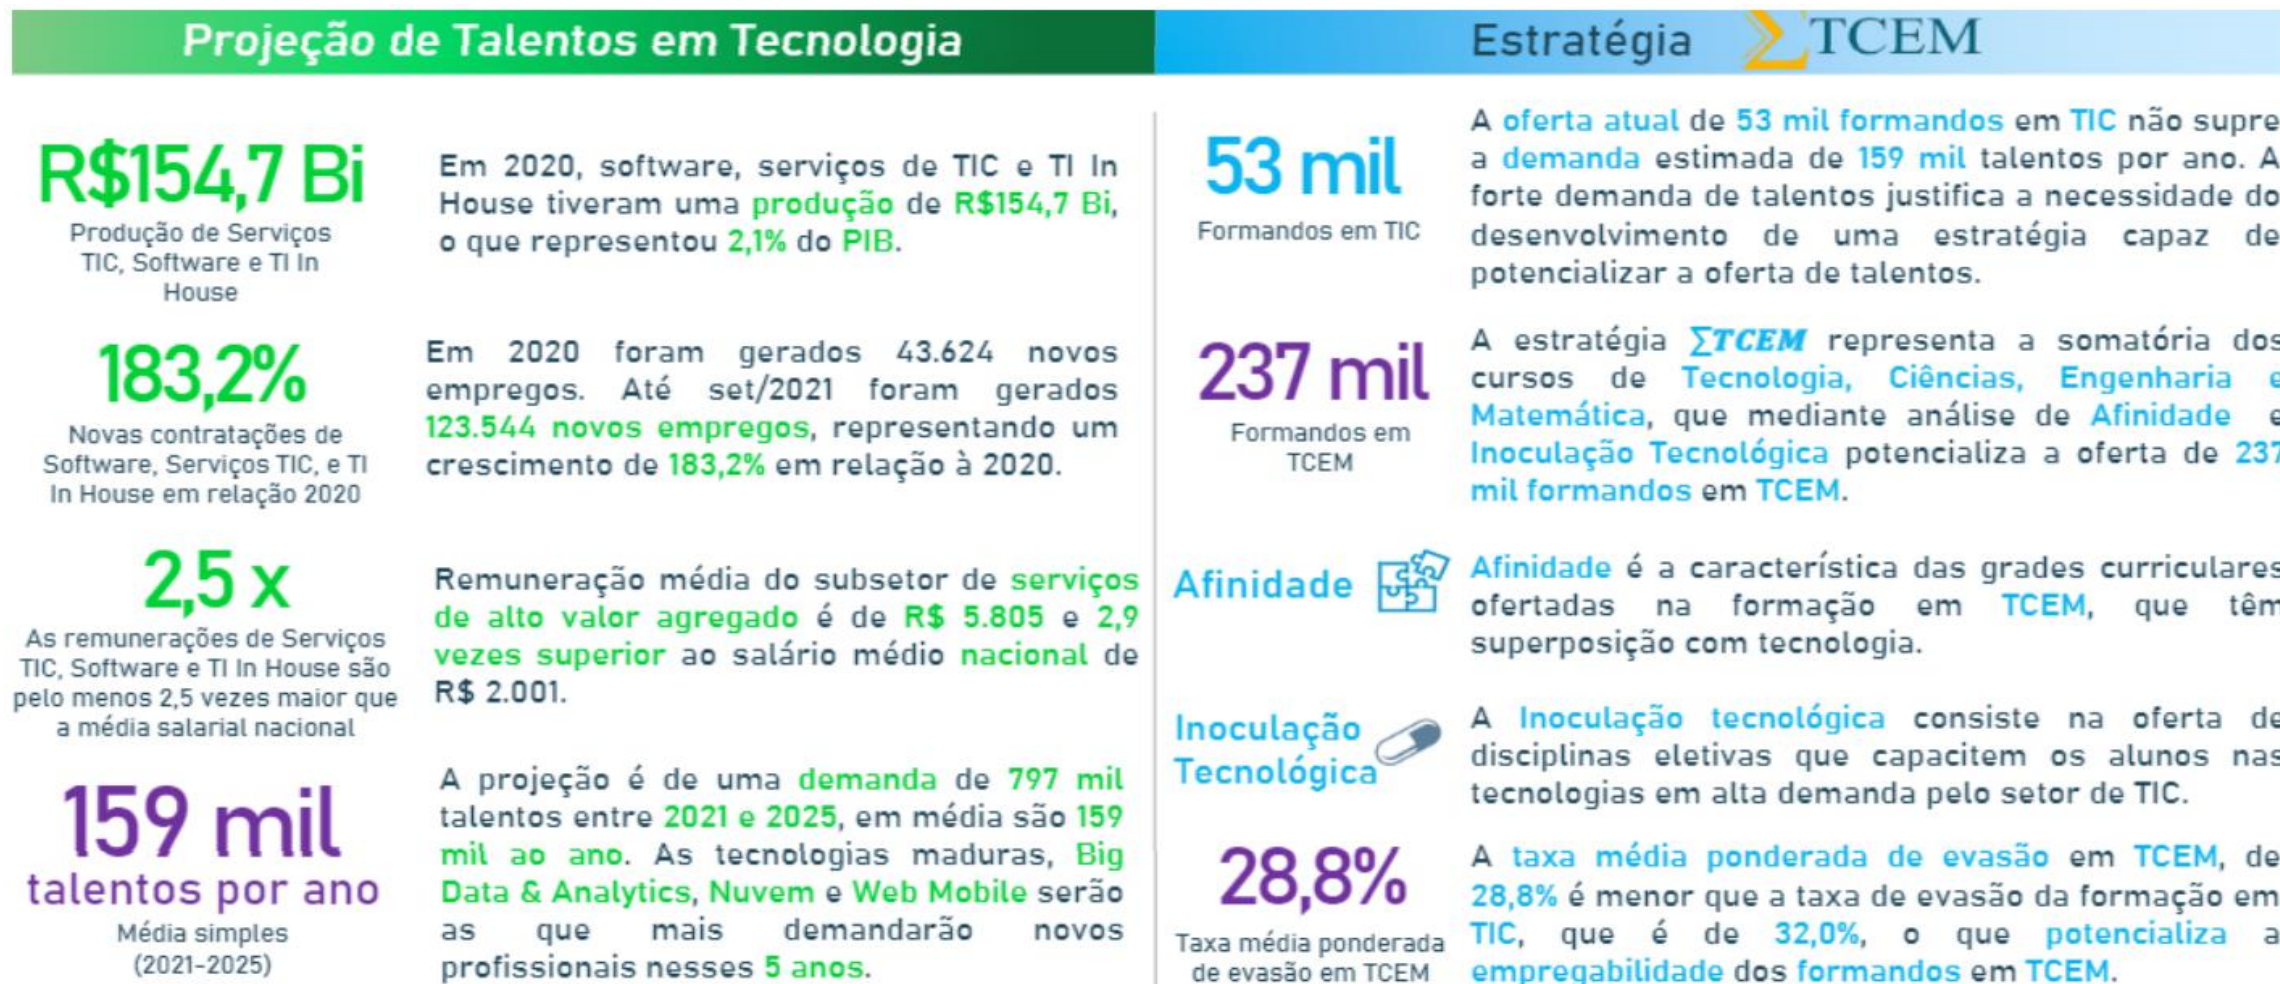 Projeção de Talentos em Tecnologia
R$154,7 Bi
Produção de Serviços
TIC, Software e TI In
House
Em 2020, software, serviços de TIC e TI In
House tiveram uma produção de R$154,7 Bi,
o que representou 2,1% do PIB.
183,2%
Novas contratações de
Software, Serviços TIC, e TI
In House em relação 2020
Em 2020 foram gerados 43.624 novos
empregos. Até set/2021 foram gerados
123.544 novos empregos, representando um
crescimento de 183,2% em relação à 2020.
2,5 x
As remunerações de Serviços
TIC, Software e TI In House são
pelo menos 2,5 vezes maior que
a média salarial nacional
Remuneração média do subsetor de serviços
de alto valor agregado é de R$ 5.805 e 2,9
vezes superior ao salário médio nacional de
R$ 2.001.
159 mil
talentos por ano
Média simples
(2021-2025)
A projeção é de uma demanda de 797 mil
talentos entre 2021 e 2025, em média são 159
mil ao ano. As tecnologias maduras, Big
Data & Analytics, Nuvem e Web Mobile serão
as que mais demandarão novos
profissionais nesses 5 anos.
Estratégia ∑TCEM
53 mil
Formandos em TIC
A oferta atual de 53 mil formandos em TIC não supre
a demanda estimada de 159 mil talentos por ano. A
forte demanda de talentos justifica a necessidade do
desenvolvimento de uma estratégia capaz de
potencializar a oferta de talentos.
237 mil
Formandos em
TCEM
A estratégia ∑TCEM representa a somatória dos
cursos de Tecnologia, Ciências, Engenharia e
Matemática, que mediante análise de Afinidade e
Inoculação Tecnológica potencializa a oferta de 237
mil formandos em TCEM.
Afinidade
Afinidade é a característica das grades curriculares
ofertadas na formação em TCEM, que têm
superposição com tecnologia.
Inoculação
Tecnológica
A Inoculação tecnológica consiste na oferta de
disciplinas eletivas que capacitem os alunos nas
tecnologias em alta demanda pelo setor de TIC.
28,8%
Taxa média ponderada
de evasão em TCEM
A taxa média ponderada de evasão em TCEM, de
28,8% é menor que a taxa de evasão da formação em
TIC, que é de 32,0%, o que potencializa a
empregabilidade dos formandos em TCEM.